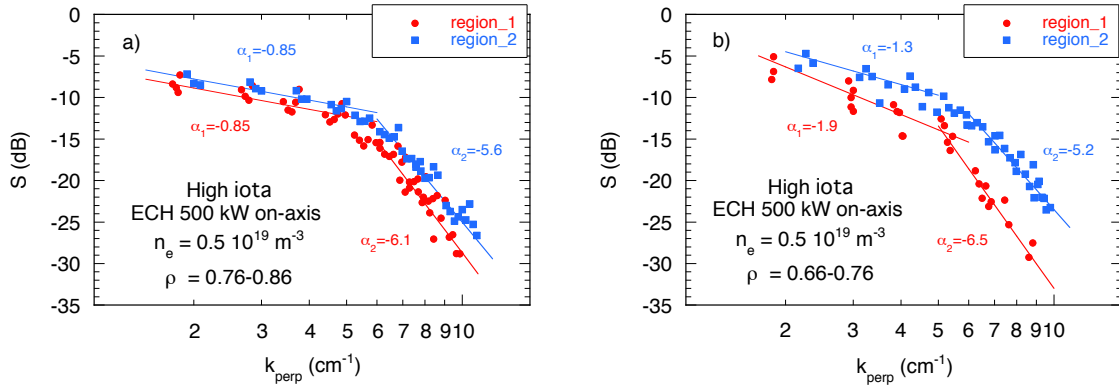 a)
region_1
region_2
α1=-0.85
α1=-0.85
α2=-5.6
α2=-6.1
High iota
ECH 500 kW on-axis
ne = 0.5 10^19 m^-3
ρ = 0.76-0.86
0
-5
-10
-15
-20
-25
-30
-35
S (dB)
2 3 4 5 6 7 8 9 10
kperp (cm^-1)
b)
region_1
region_2
α1=-1.3
α1=-1.9
α2=-5.2
α2=-6.5
High iota
ECH 500 kW on-axis
ne = 0.5 10^19 m^-3
ρ = 0.66-0.76
0
-5
-10
-15
-20
-25
-30
-35
S (dB)
2 3 4 5 6 7 8 9 10
kperp (cm^-1)